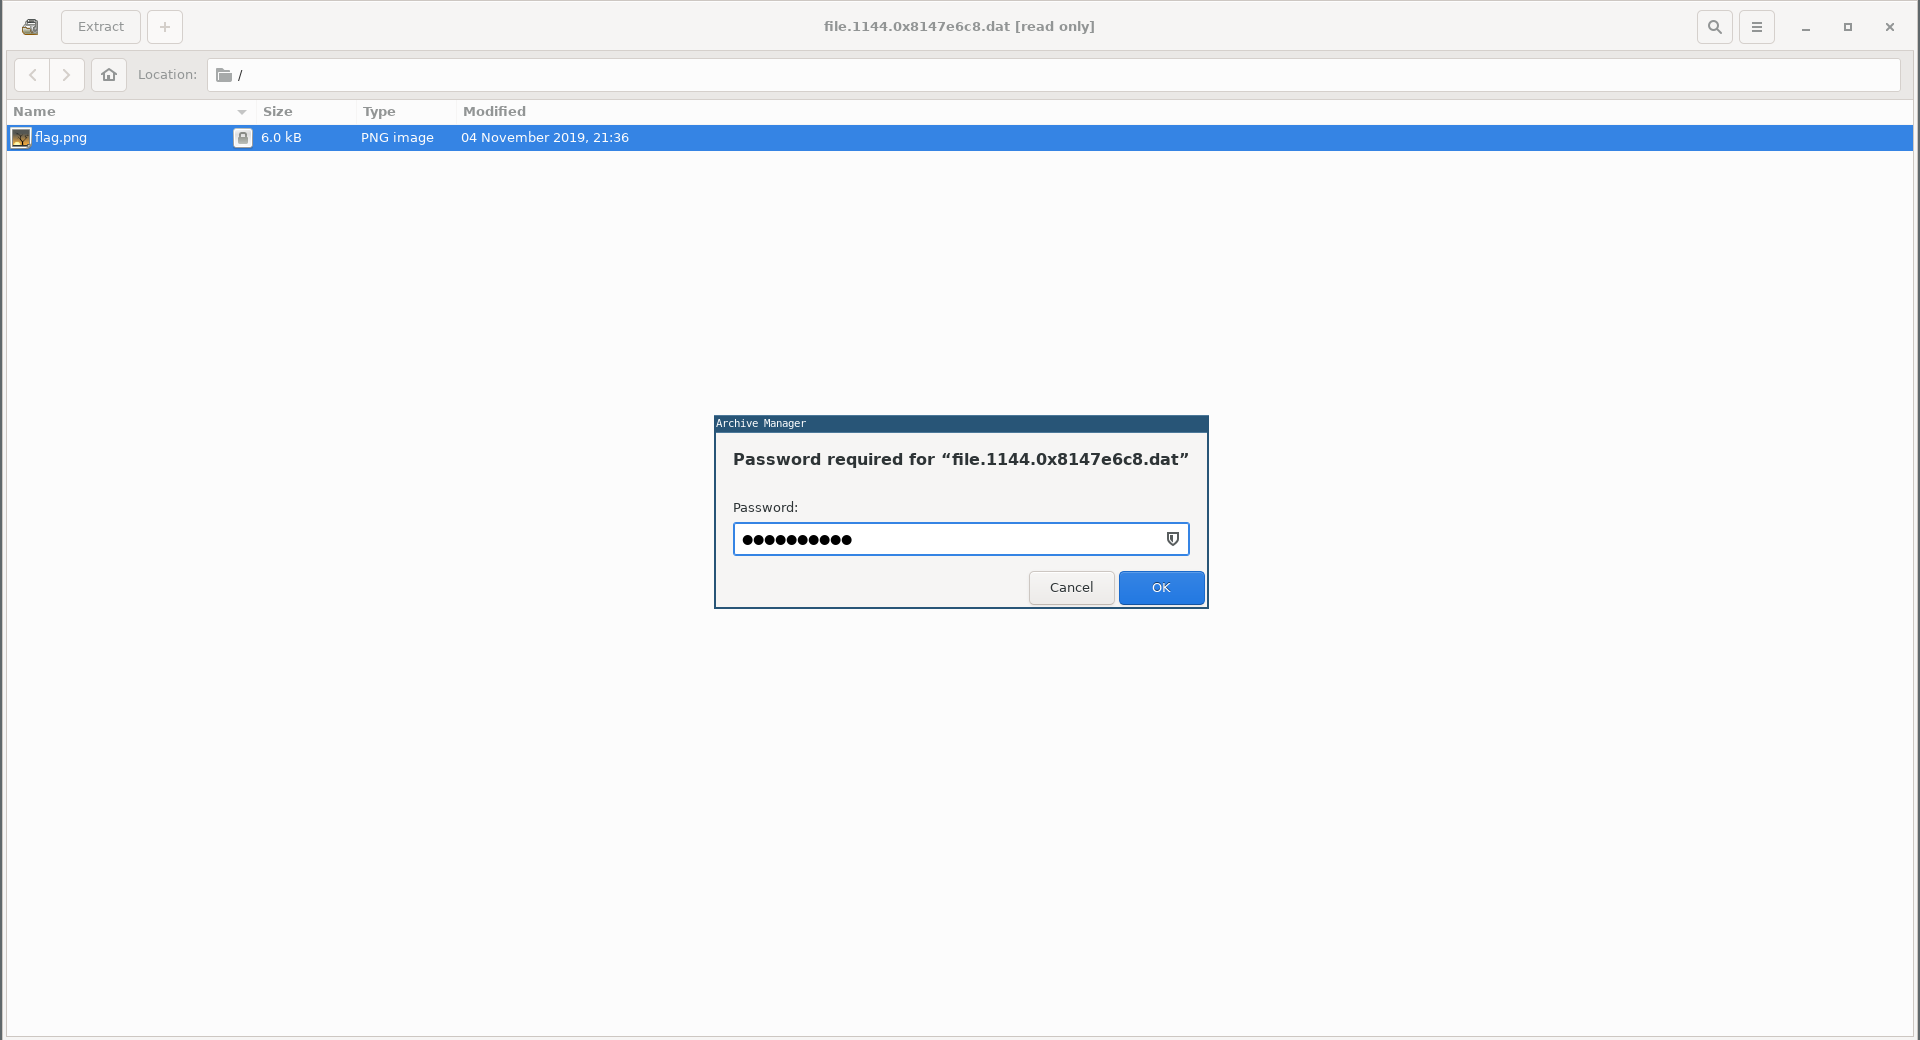 Extract
file.1144.0x8147e6c8.dat [read only]
Location: /
Name Size Type Modified
flag.png 6.0 kB PNG image 04 November 2019, 21:36
Archive Manager
Password required for “file.1144.0x8147e6c8.dat”
Password:
●●●●●●●●●●
Cancel OK